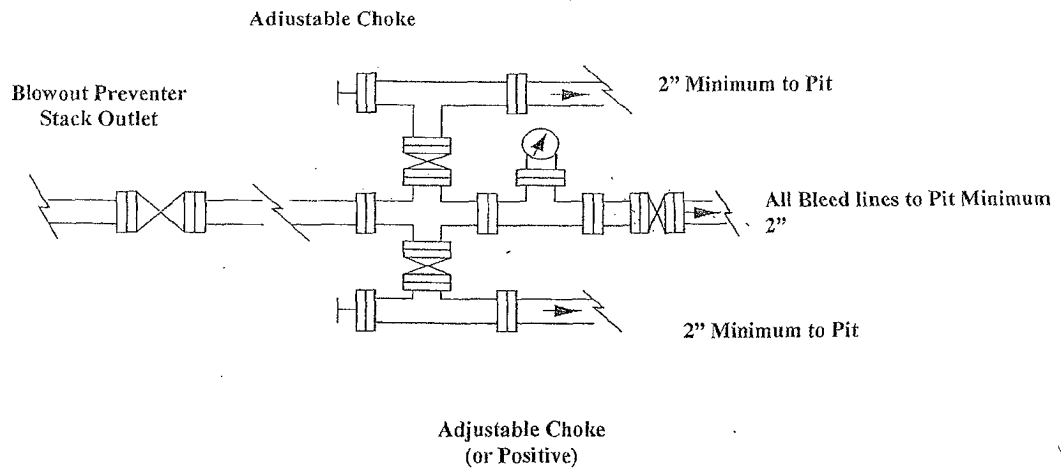 Adjustable Choke
2” Minimum to Pit
Blowout Preventer
Stack Outlet
All Bleed lines to Pit Minimum
2”
2” Minimum to Pit
Adjustable Choke
(or Positive)